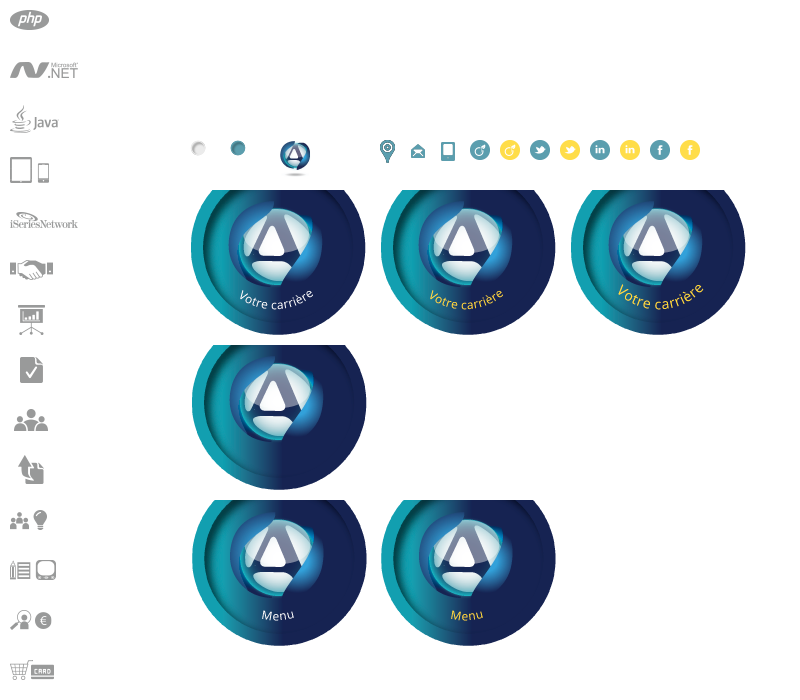 php
Microsoft
.NET
Java
iSeriesNetwork
CARD
in
in
f
f
A
Votre carrière
Votre carrière
Votre carrière
Menu
Menu
€